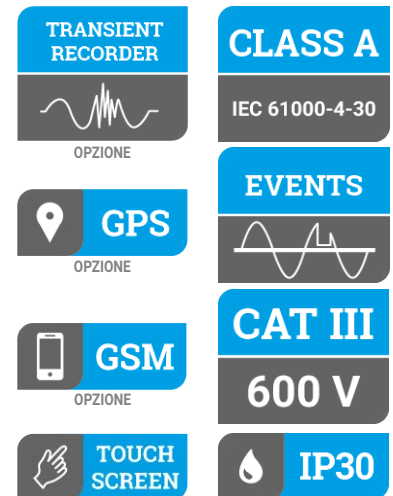 TRANSIENT
RECORDER
OPZIONE
CLASS A
IEC 61000-4-30
GPS
OPZIONE
EVENTS
GSM
OPZIONE
CAT III
600 V
TOUCH
SCREEN
IP30